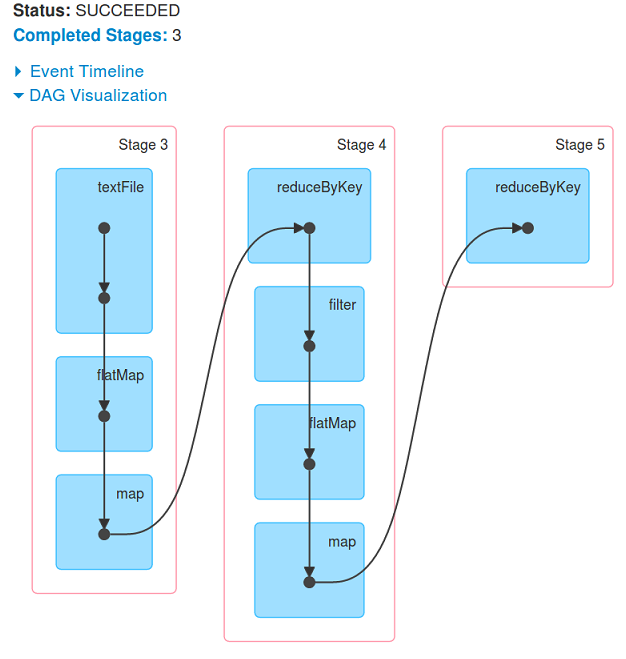 Status: SUCCEEDED
Completed Stages: 3
Event Timeline
DAG Visualization
Stage 3
textFile
flatMap
map
Stage 4
reduceByKey
filter
flatMap
map
Stage 5
reduceByKey